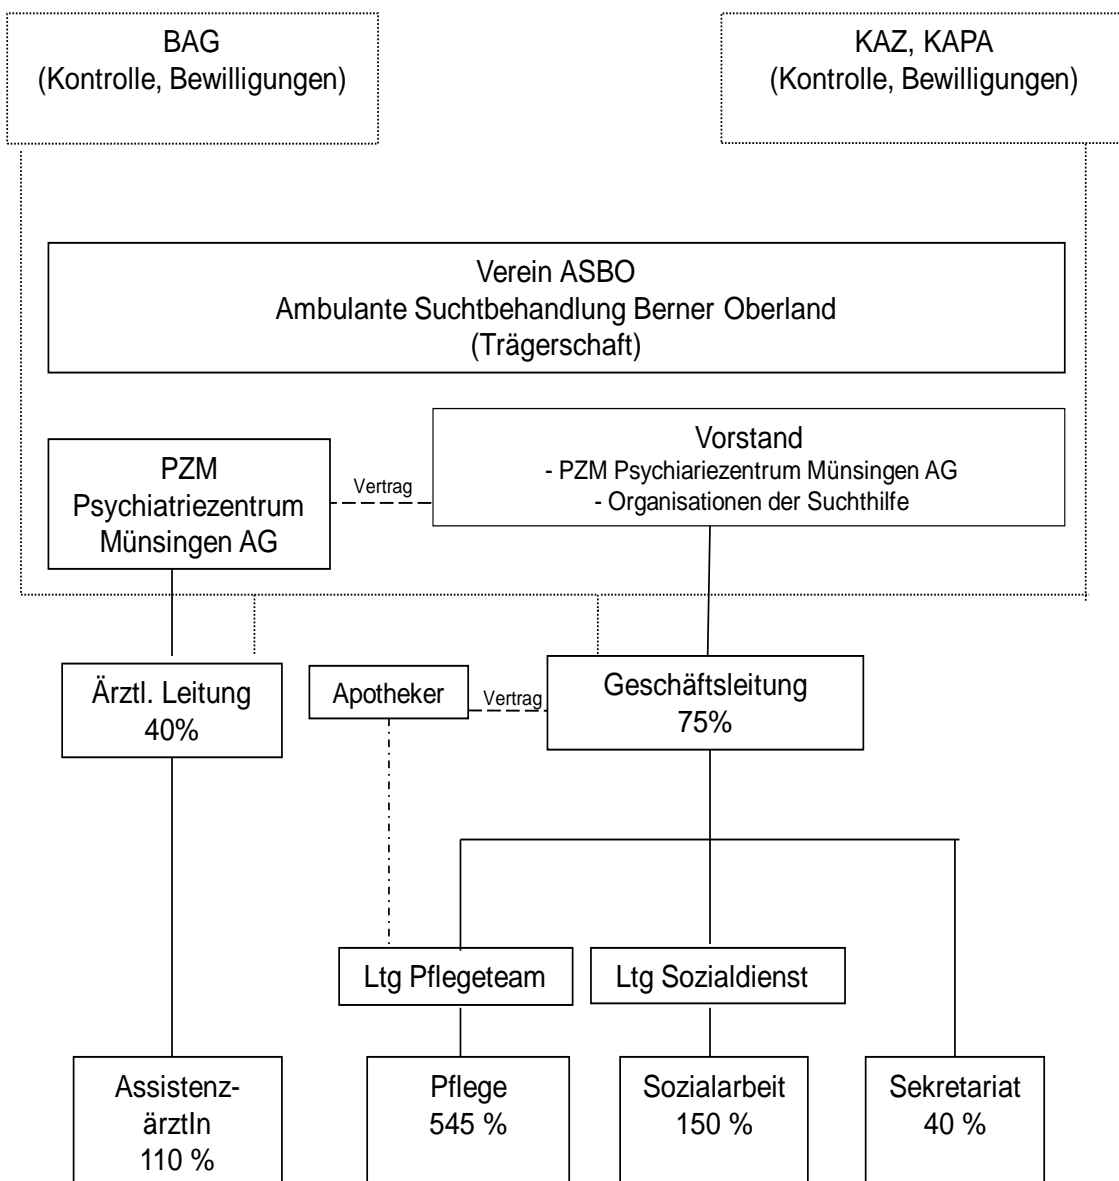 BAG
(Kontrolle, Bewilligungen)
KAZ, KAPA
(Kontrolle, Bewilligungen)
Verein ASBO
Ambulante Suchtbehandlung Berner Oberland
(Trägerschaft)
PZM
Psychiatriezentrum
Münsingen AG
Vertrag
Vorstand
- PZM Psychiariezentrum Münsingen AG
- Organisationen der Suchthilfe
Ärztl. Leitung
40%
Apotheker
Vertrag
Geschäftsleitung
75%
Ltg Pflegeteam
Ltg Sozialdienst
Assistenz-
ärztIn
110 %
Pflege
545 %
Sozialarbeit
150 %
Sekretariat
40 %